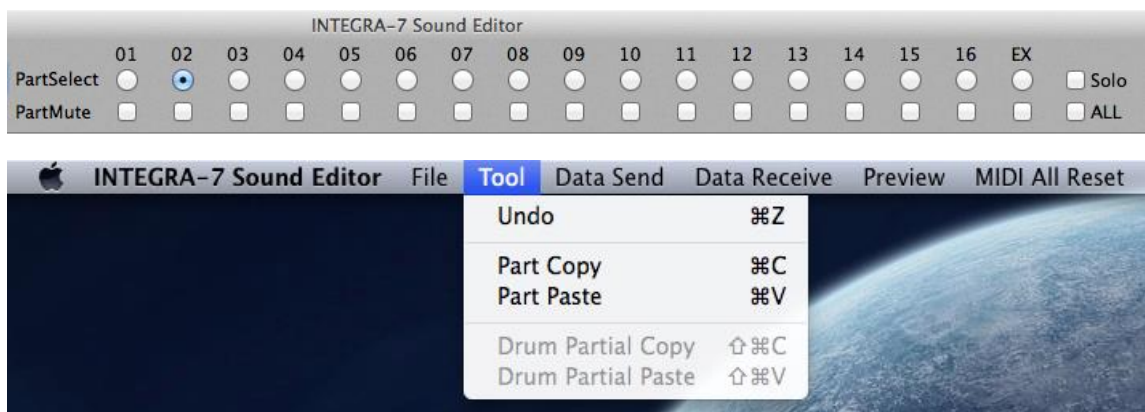 INTEGRA-7 Sound Editor
01 02 03 04 05 06 07 08 09 10 11 12 13 14 15 16 EX
PartSelect Solo
PartMute ALL
INTEGRA-7 Sound Editor File Tool Data Send Data Receive Preview MIDI All Reset
Undo ⌘Z
Part Copy ⌘C
Part Paste ⌘V
Drum Partial Copy ⇧⌘C
Drum Partial Paste ⇧⌘V